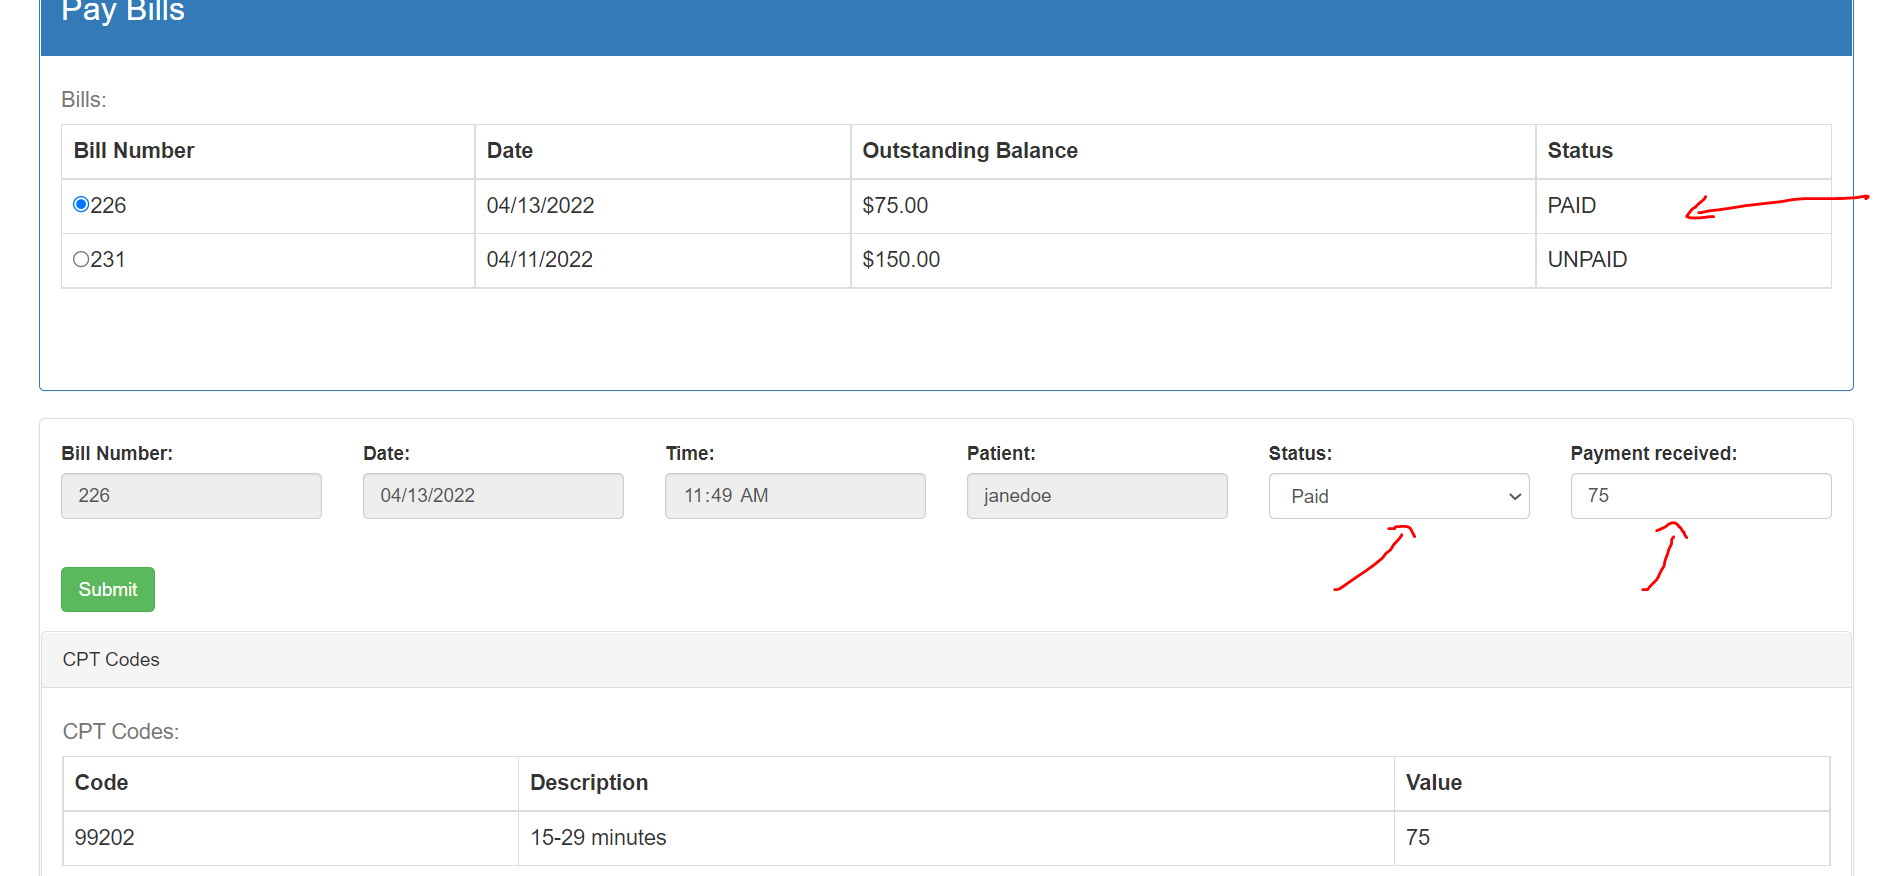 Pay Bills
Bills:
Bill Number Date Outstanding Balance Status
226 04/13/2022 $75.00 PAID
231 04/11/2022 $150.00 UNPAID
Bill Number: Date: Time: Patient: Status: Payment received:
226 04/13/2022 11:49 AM janedoe Paid 75
Submit
CPT Codes
CPT Codes:
Code Description Value
99202 15-29 minutes 75